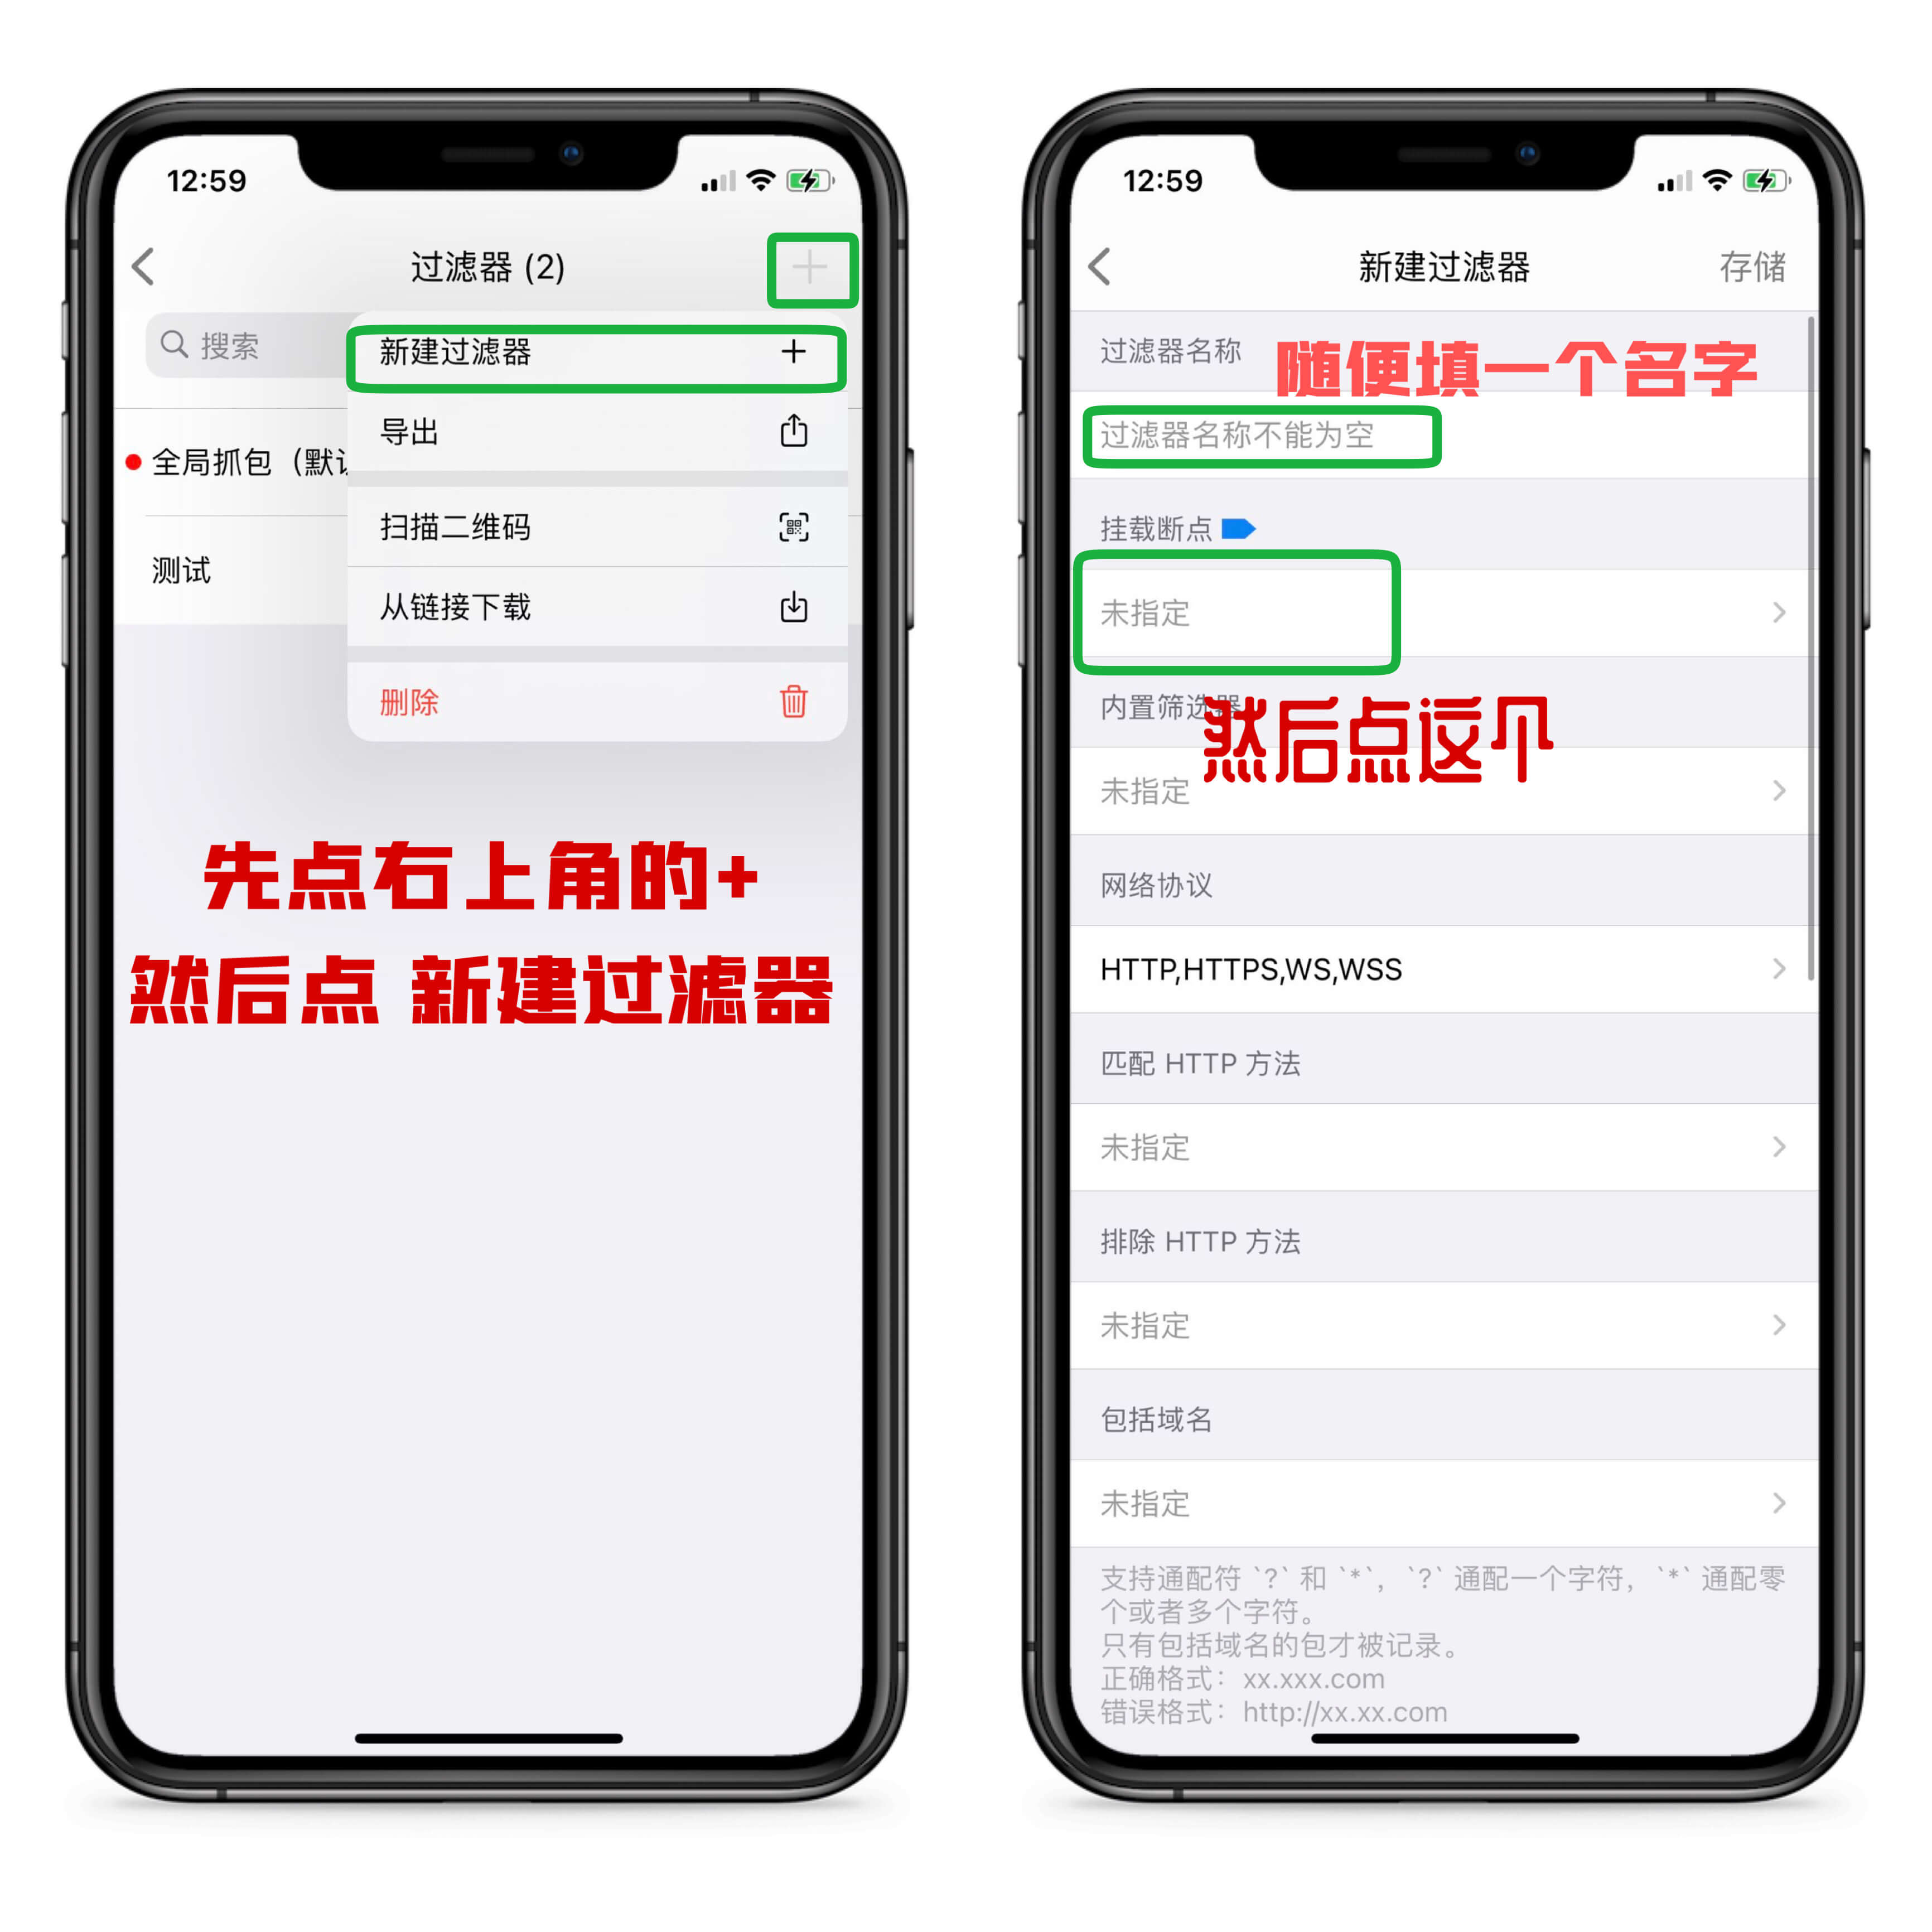 12:59
过滤器 (2)
搜索
新建过滤器
导出
全局抓包（默认
扫描二维码
测试
从链接下载
删除
先点右上角的+
然后点 新建过滤器
12:59
新建过滤器
存储
过滤器名称
随便填一个名字
过滤器名称不能为空
挂载断点
未指定
内置筛选器
然后点这个
未指定
网络协议
HTTP,HTTPS,WS,WSS
匹配 HTTP 方法
未指定
排除 HTTP 方法
未指定
包括域名
未指定
支持通配符 `?` 和 `*`, `?` 通配一个字符, `*` 通配零
个或者多个字符。
只有包括域名的包才被记录。
正确格式：xx.xxx.com
错误格式：http://xx.xx.com